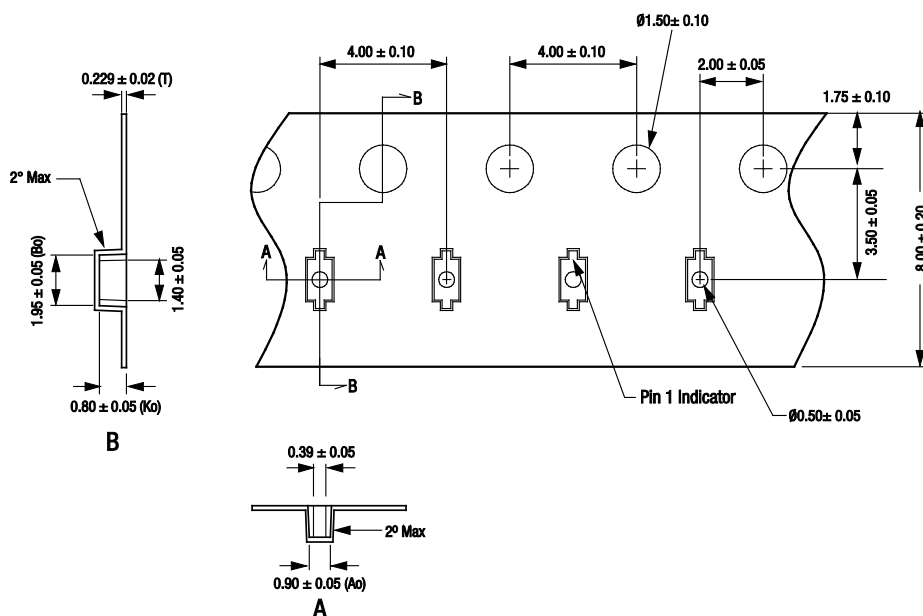 Ø1.50± 0.10
4.00 ± 0.10
4.00 ± 0.10
2.00 ± 0.05
0.229 ± 0.02 (T)
1.75 ± 0.10
B
2° Max
A
A
3.50 ± 0.05
8.00 ± 0.20
1.95 ± 0.05 (Bo)
1.40 ± 0.05
B
Pin 1 Indicator
0.80 ± 0.05 (Ko)
Ø0.50± 0.05
B
0.39 ± 0.05
2º Max
0.90 ± 0.05 (Ao)
A